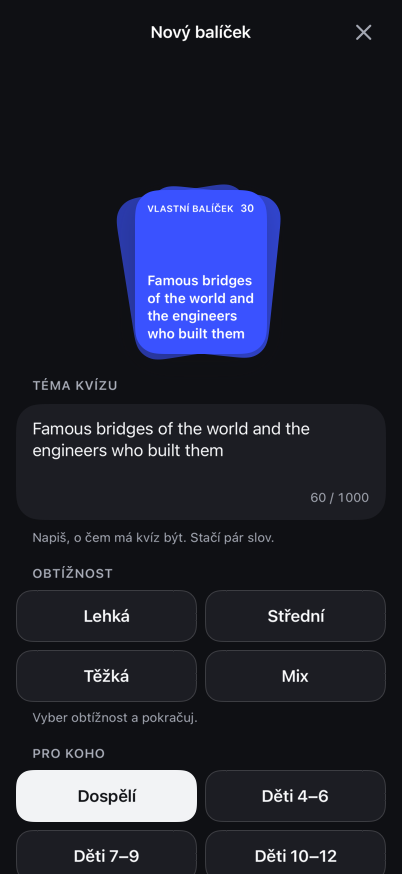 Nový balíček
VLASTNÍ BALÍČEK 30
Famous bridges
of the world and
the engineers
who built them
TÉMA KVÍZU
Famous bridges of the world and the
engineers who built them
60 / 1000
Napiš, o čem má kvíz být. Stačí pár slov.
OBTÍŽNOST
Lehká
Střední
Těžká
Mix
Vyber obtížnost a pokračuj.
PRO KOHO
Dospělí
Děti 4–6
Děti 7–9
Děti 10–12